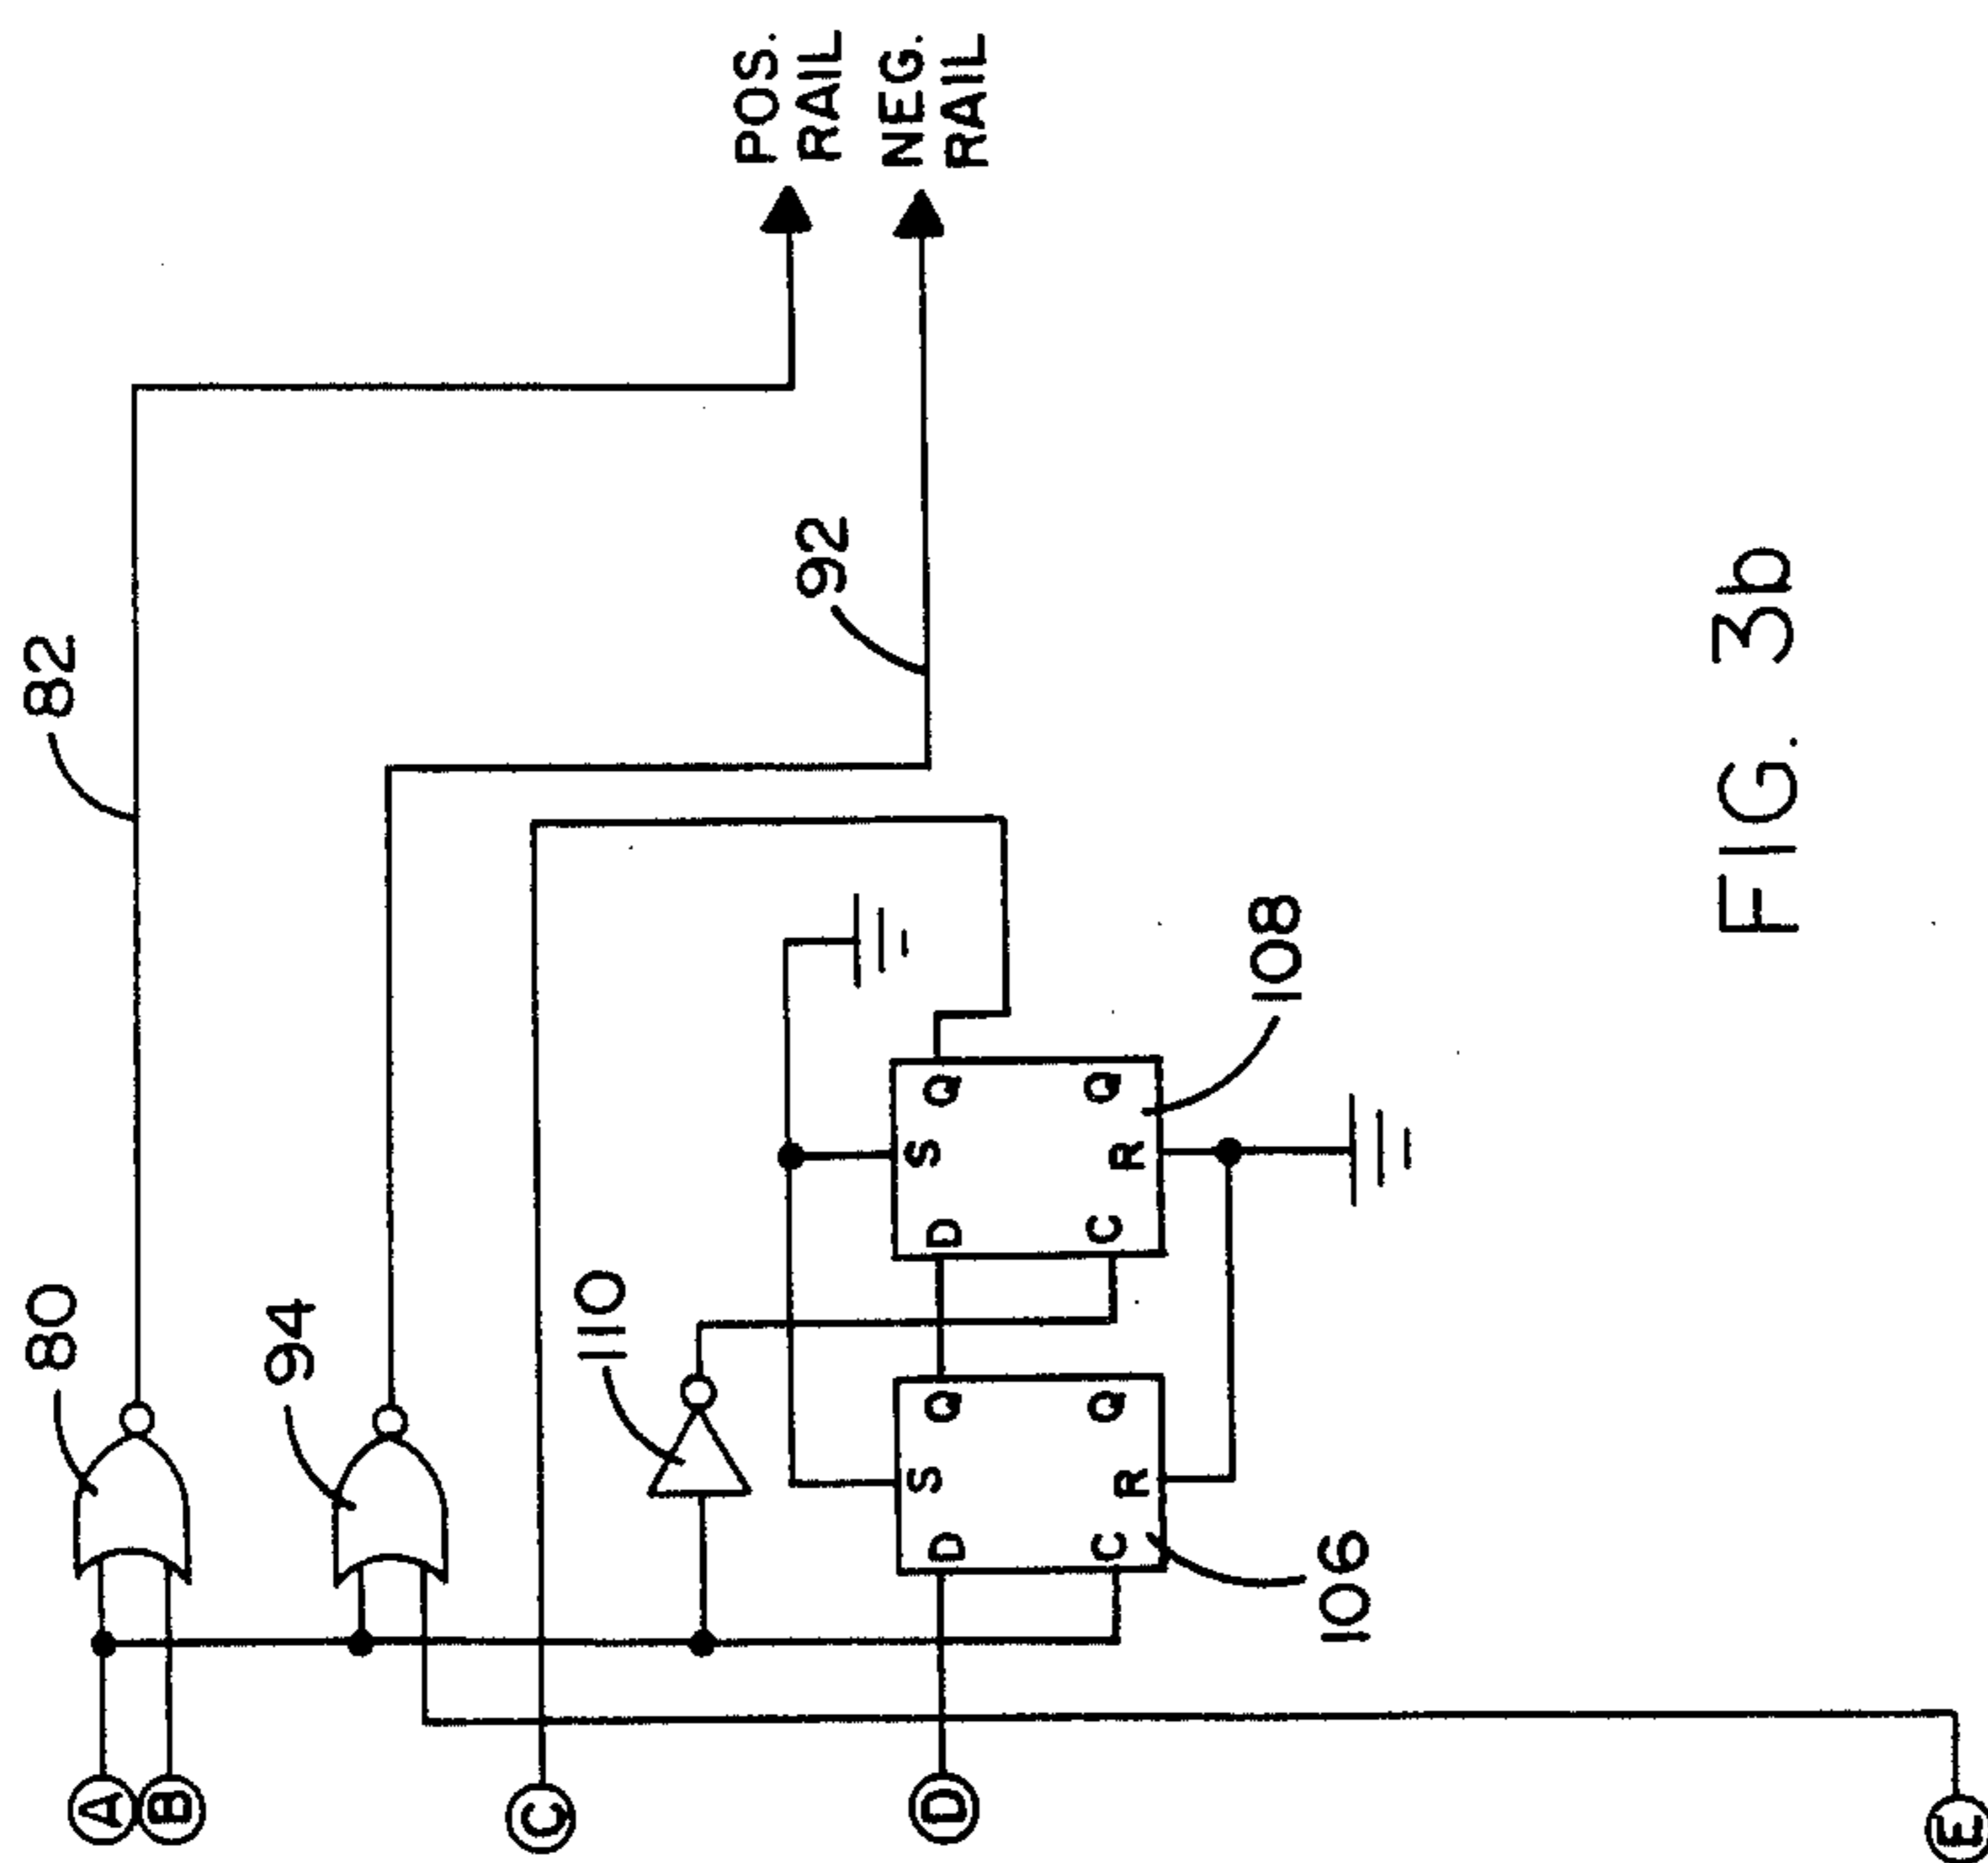 82
POS.
RAIL
NEG.
RAIL
92
80
94
110
A
B
C
D
E
D S Q
C R Q
D S Q
C R Q
106
108
FIG. 3b